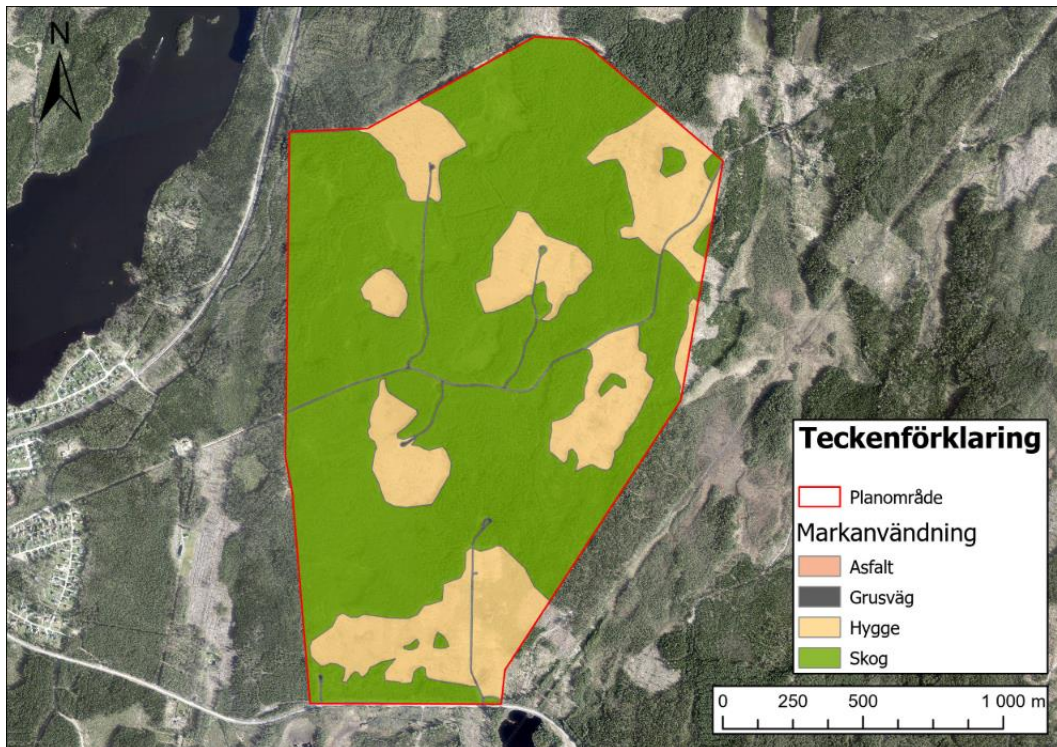 N
Teckenförklaring
Planområde
Markanvändning
Asfalt
Grusväg
Hygge
Skog
0 250 500 1 000 m